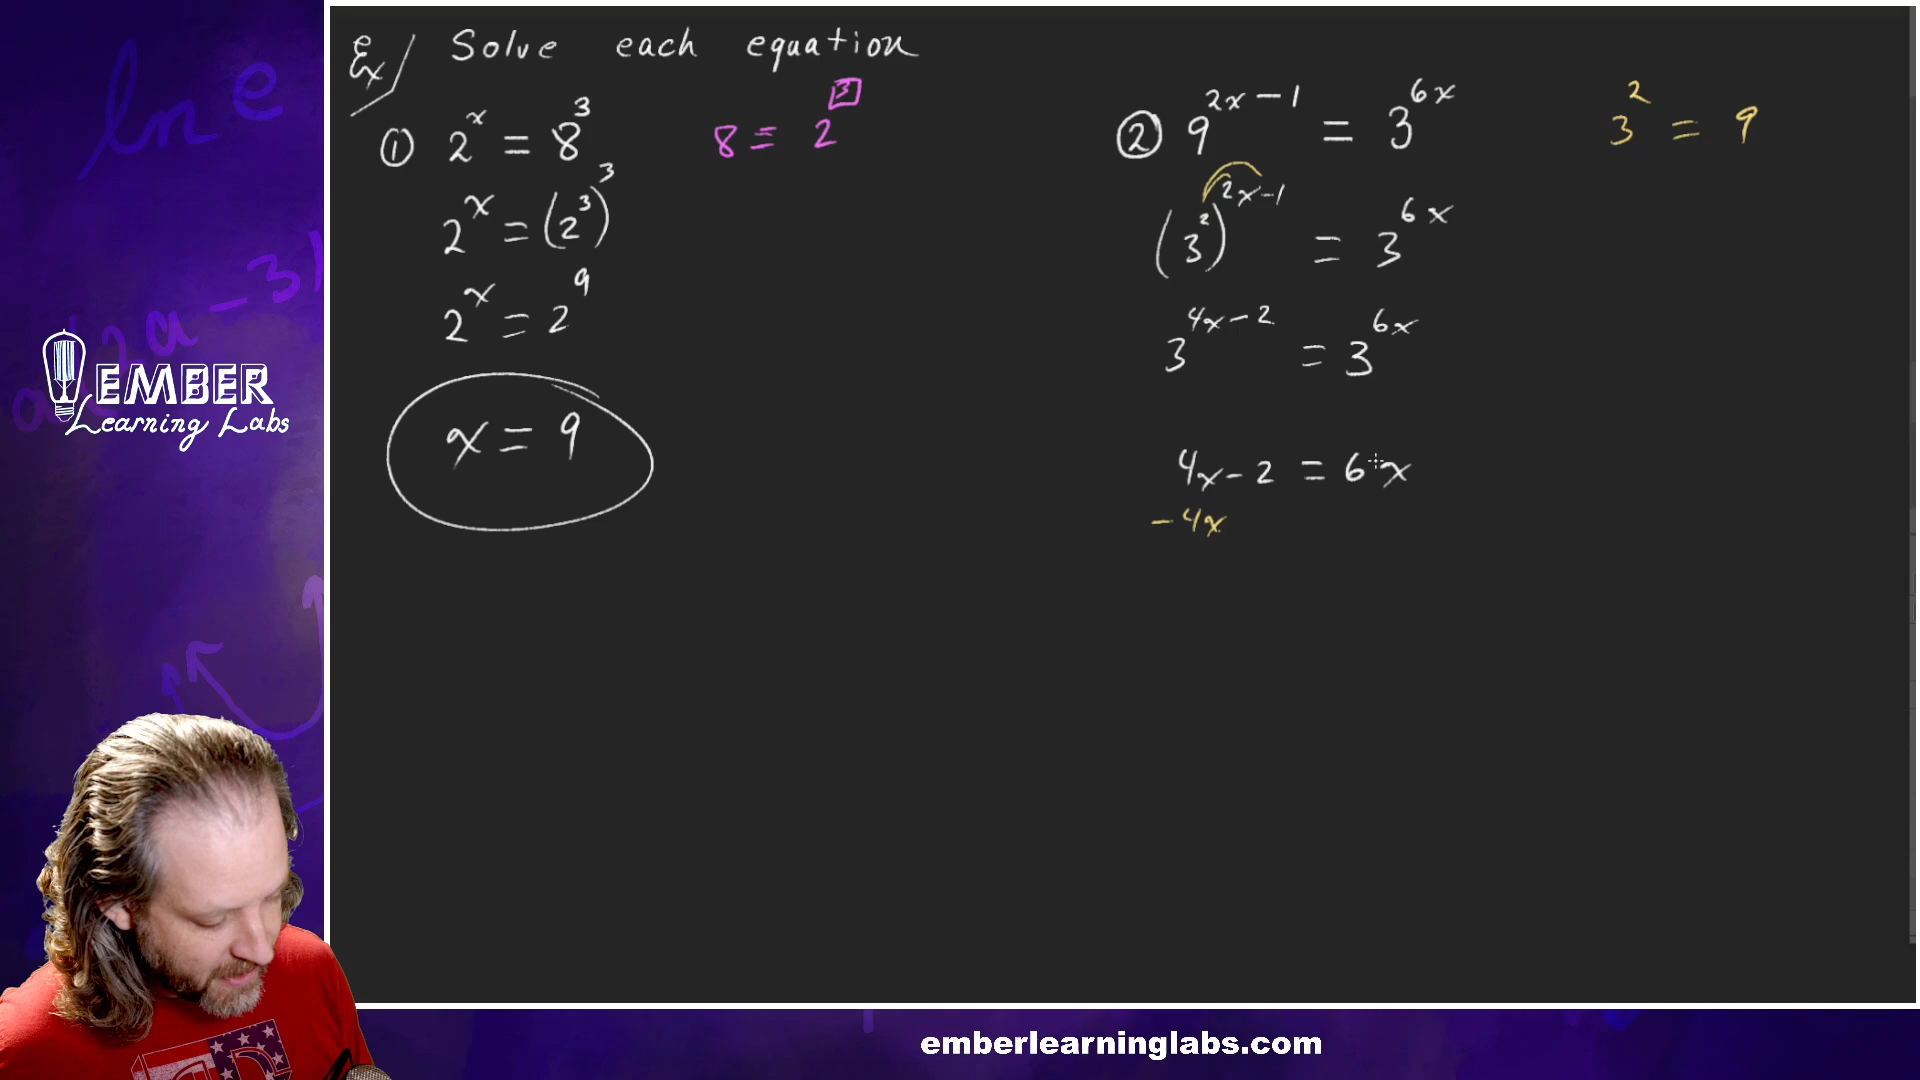 Ex/ Solve each equation
① 2^x = 8^3
8 = 2^3
2^x = (2^3)^3
2^x = 2^9
x = 9
② 9^{2x-1} = 3^{6x}
3^2 = 9
(3^2)^{2x-1} = 3^{6x}
3^{4x-2} = 3^{6x}
4x - 2 = 6x
-4x
ln e
EMBER
Learning Labs
emberlearninglabs.com